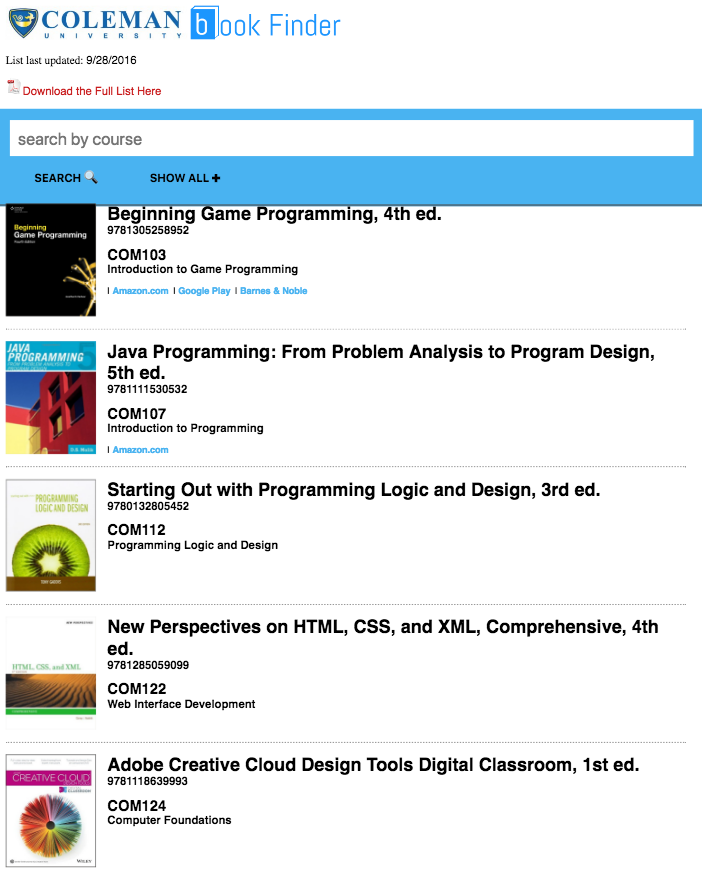 COLEMAN
UNIVERSITY
book Finder
List last updated: 9/28/2016
Download the Full List Here
search by course
SEARCH
SHOW ALL
Beginning
Game Programming
Beginning Game Programming, 4th ed.
9781305258952
COM103
Introduction to Game Programming
| Amazon.com | Google Play | Barnes & Noble
JAVA
PROGRAMMING
Java Programming: From Problem Analysis to Program Design,
5th ed.
9781111530532
COM107
Introduction to Programming
| Amazon.com
PROGRAMMING
LOGIC AND DESIGN
TONY GADDIS
Starting Out with Programming Logic and Design, 3rd ed.
9780132805452
COM112
Programming Logic and Design
NEW PERSPECTIVES
HTML, CSS, and XML
New Perspectives on HTML, CSS, and XML, Comprehensive, 4th
ed.
9781285059099
COM122
Web Interface Development
CREATIVE CLOUD
WILEY
Adobe Creative Cloud Design Tools Digital Classroom, 1st ed.
9781118639993
COM124
Computer Foundations